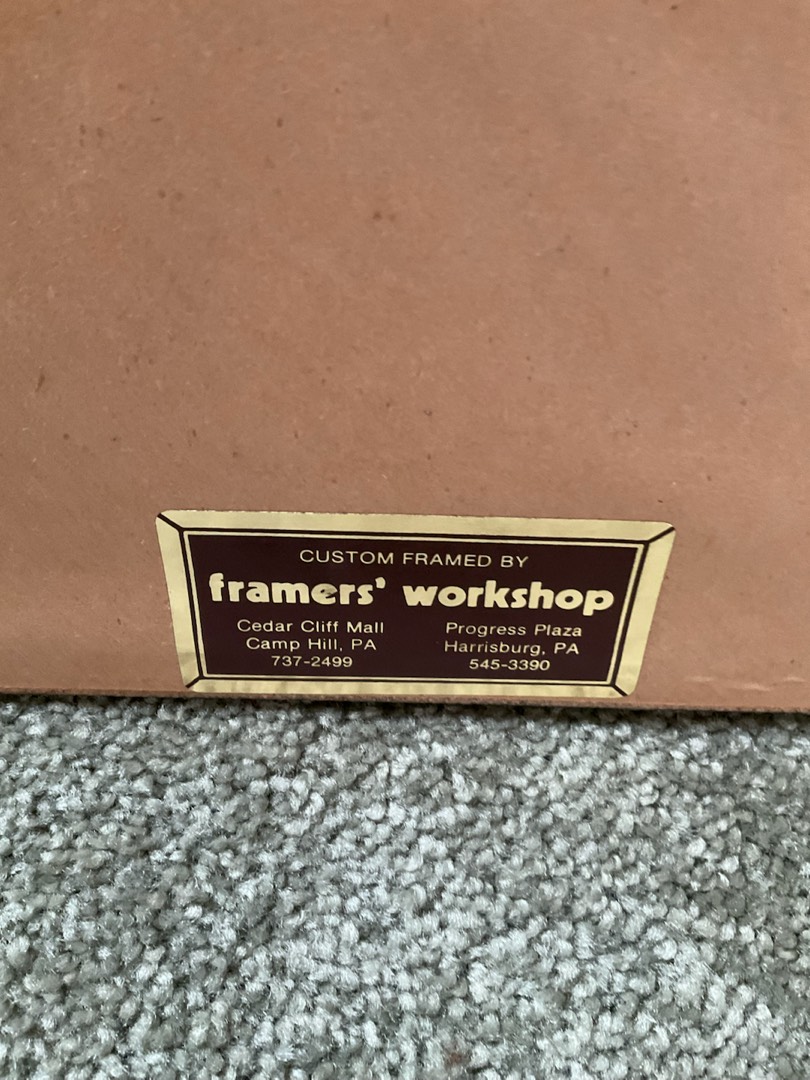 CUSTOM FRAMED BY
framers' workshop
Cedar Cliff Mall
Camp Hill, PA
737-2499
Progress Plaza
Harrisburg, PA
545-3390